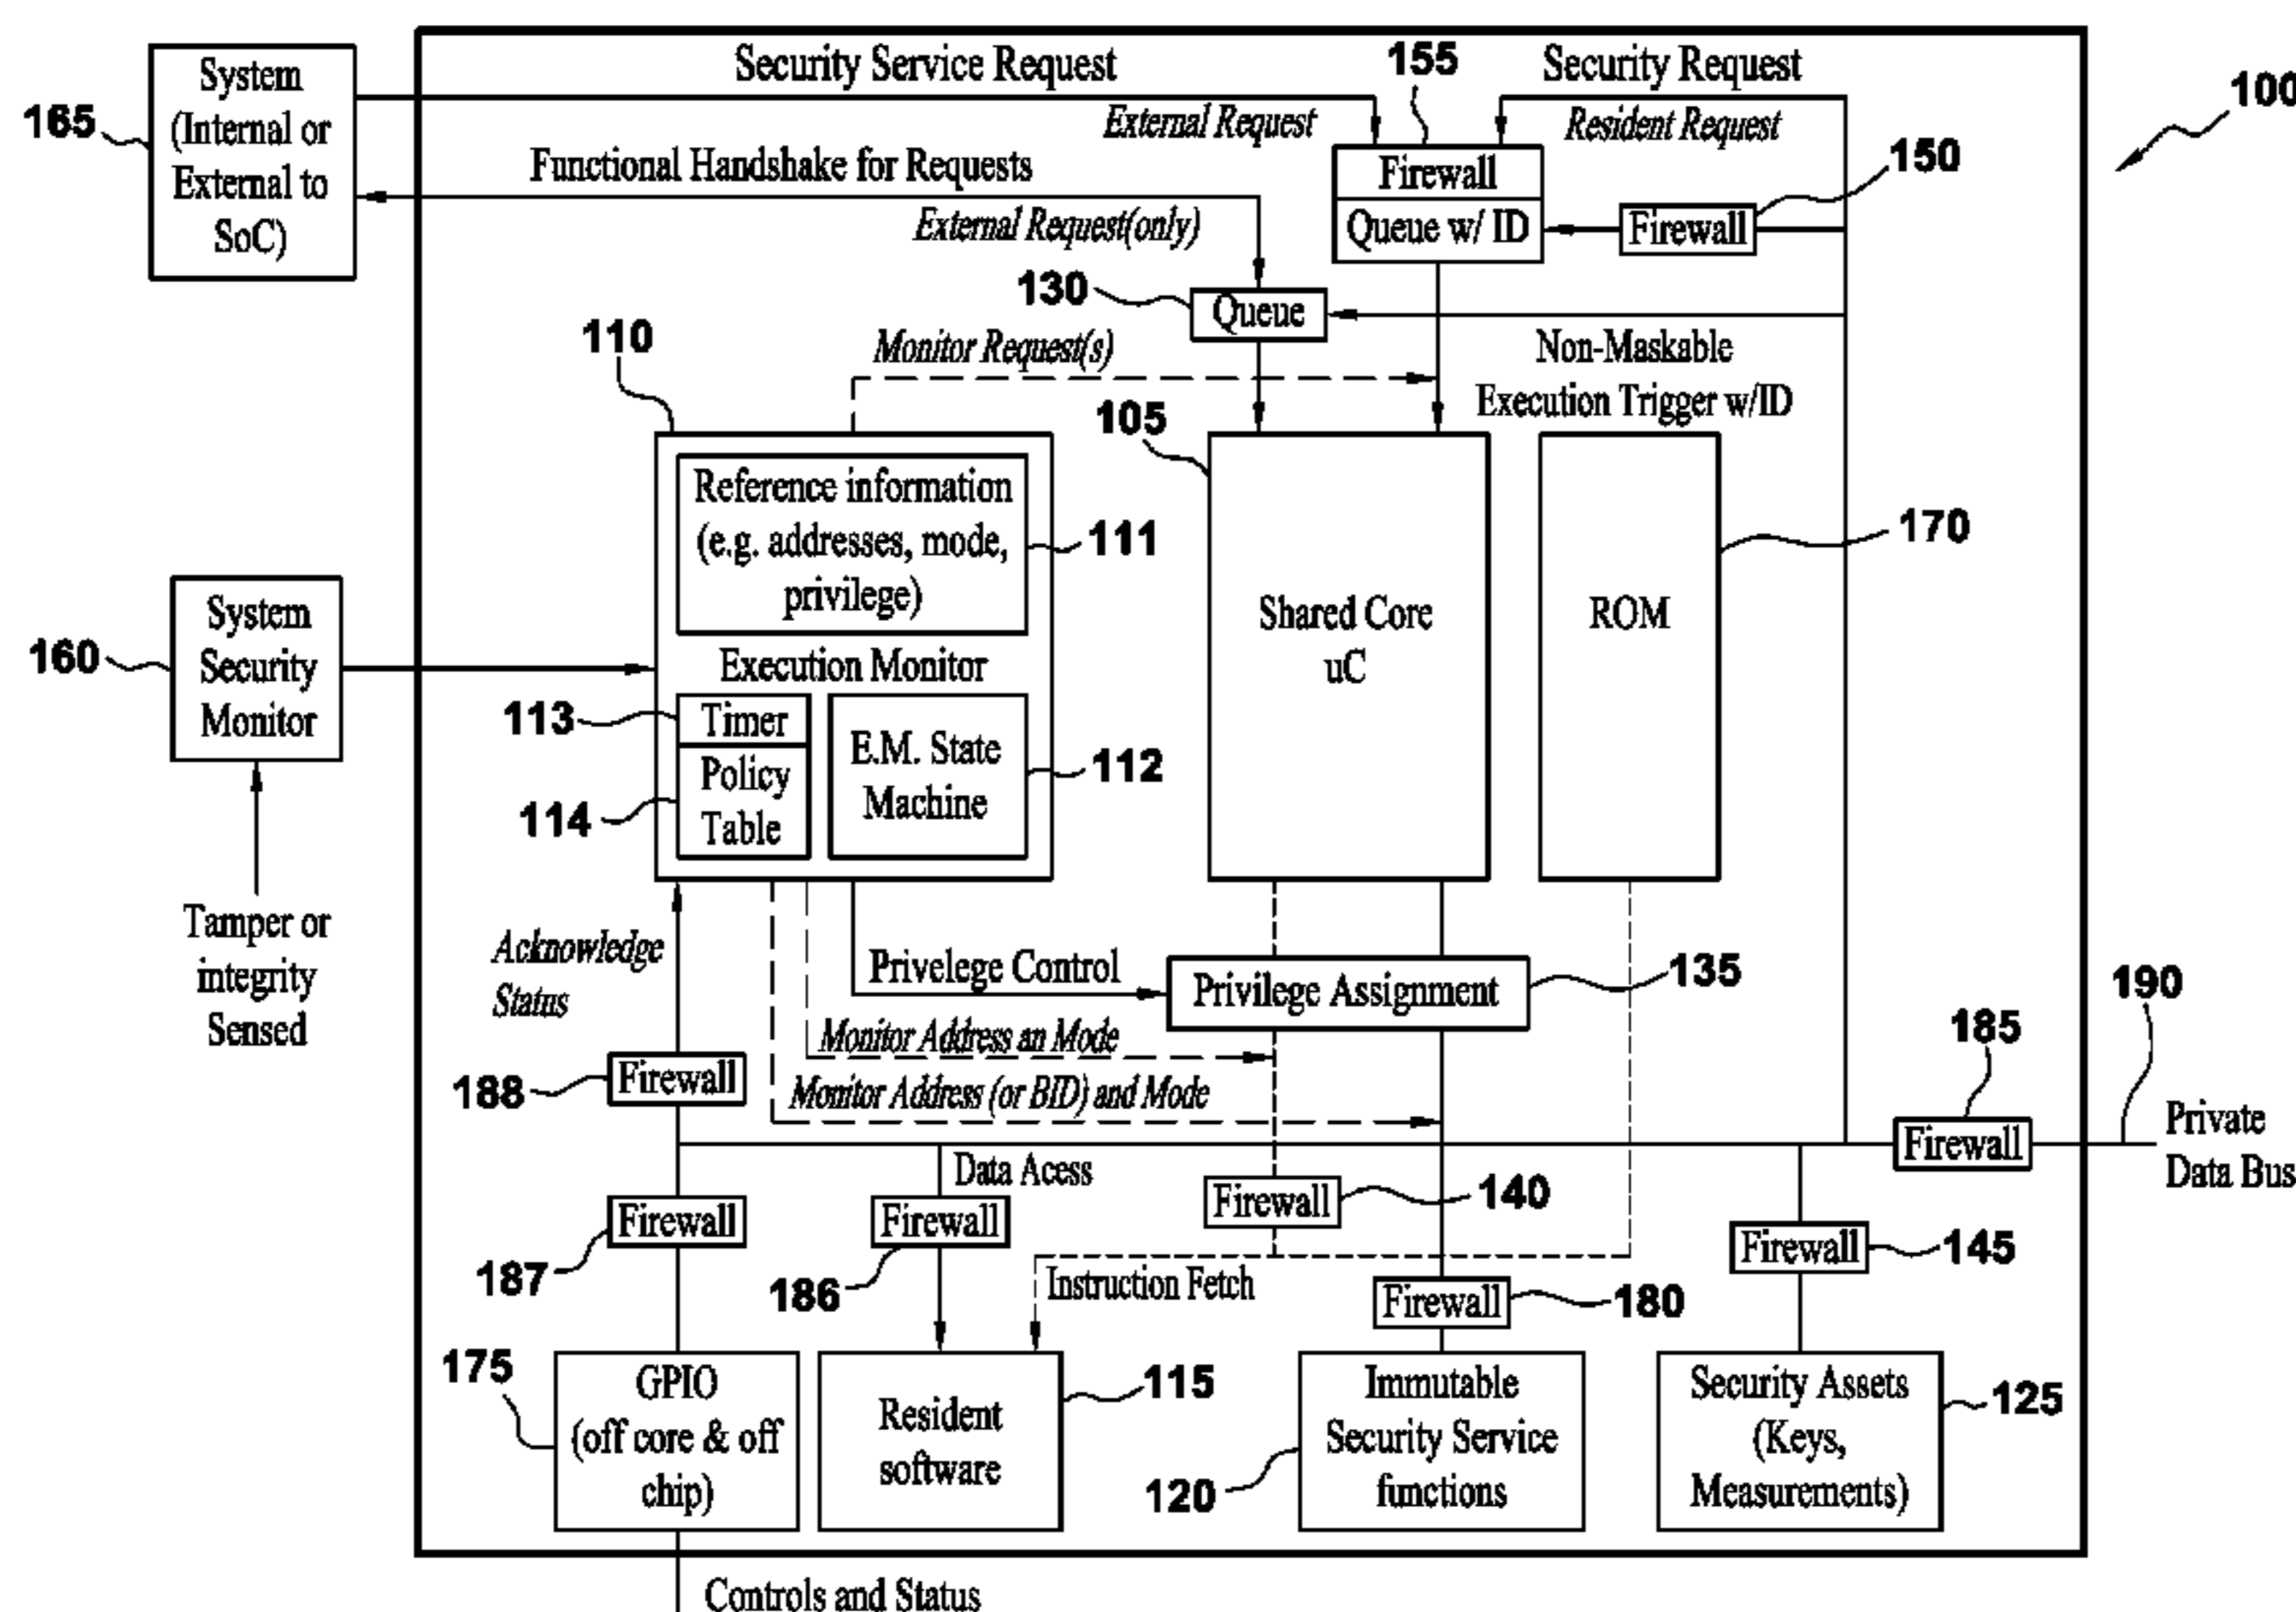 Security Service Request
155
Security Request
100
System
(Internal or
External to
SoC)
165
External Request
Resident Request
Functional Handshake for Requests
External Request(only)
Firewall
Queue w/ ID
Firewall
150
130
Queue
110
Monitor Request(s)
Non-Maskable
Execution Trigger w/ID
105
Reference information
(e.g. addresses, mode,
privilege)
111
Execution Monitor
113
Timer
Policy
Table
114
E.M. State
Machine
112
Shared Core
uC
ROM
170
160
System
Security
Monitor
Tamper or
integrity
Sensed
Acknowledge
Status
Privelege Control
Privilege Assignment
135
190
185
Monitor Address an Mode
Monitor Address (or BID) and Mode
188
Firewall
Firewall
Private
Data Bus
Data Acess
Firewall
187
Firewall
186
Firewall
140
Firewall
145
Instruction Fetch
Firewall
180
175
GPIO
(off core & off
chip)
Resident
software
115
Immutable
Security Service
functions
120
Security Assets
(Keys,
Measurements)
125
Controls and Status